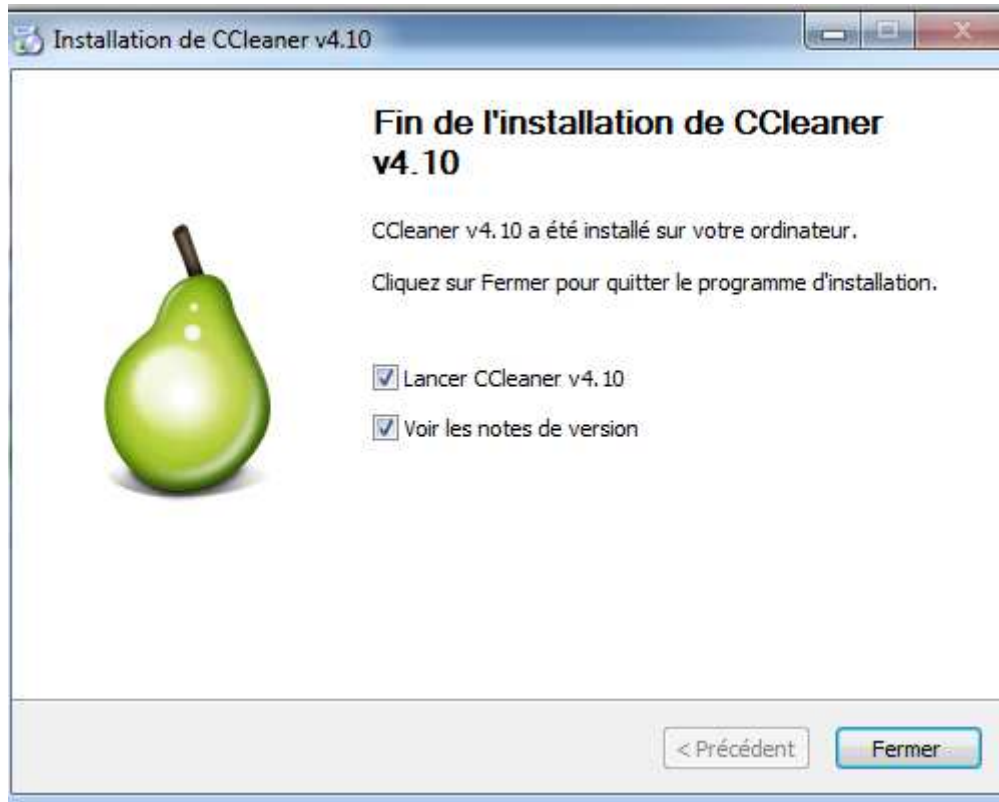 Installation de CCleaner v4.10
Fin de l'installation de CCleaner
v4.10
CCleaner v4.10 a été installé sur votre ordinateur.
Cliquez sur Fermer pour quitter le programme d'installation.
Lancer CCleaner v4.10
Voir les notes de version
< Précédent
Fermer